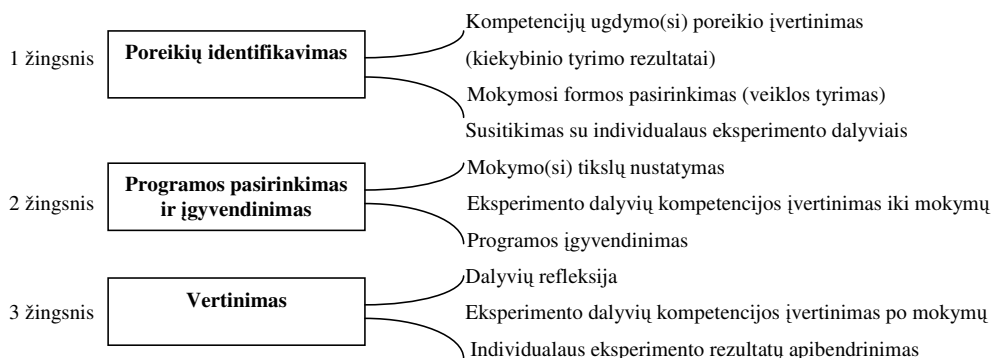 Kompetencijų ugdymo(si) poreikio įvertinimas
1 žingsnis
Poreikių identifikavimas
(kiekybinio tyrimo rezultatai)
Mokymosi formos pasirinkimas (veiklos tyrimas)
Susitikimas su individualaus eksperimento dalyviais
2 žingsnis
Programos pasirinkimas
ir įgyvendinimas
Mokymo(si) tikslų nustatymas
Eksperimento dalyvių kompetencijos įvertinimas iki mokymų
Programos įgyvendinimas
3 žingsnis
Vertinimas
Dalyvių refleksija
Eksperimento dalyvių kompetencijos įvertinimas po mokymų
Individualaus eksperimento rezultatų apibendrinimas